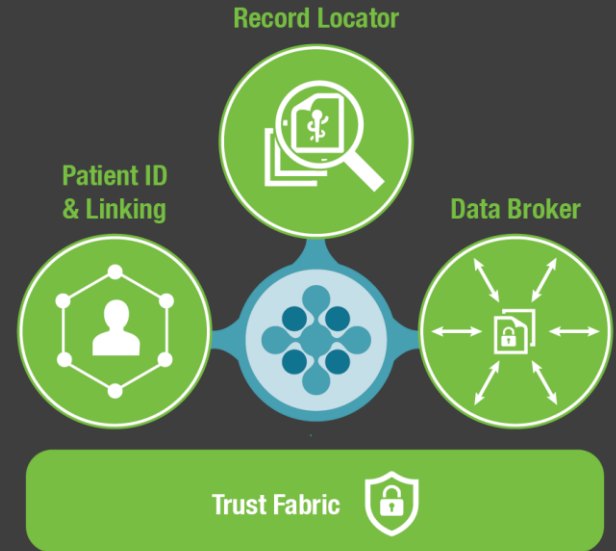 Record Locator
Patient ID
& Linking
Data Broker
Trust Fabric